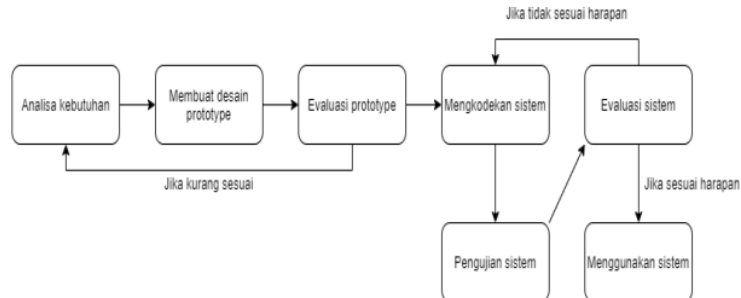 Jika tidak sesuai harapan
Analisa kebutuhan
Membuat desain
prototype
Evaluasi prototype
Mengkodekan sistem
Evaluasi sistem
Jika kurang sesuai
Jika sesuai harapan
Pengujian sistem
Menggunakan sistem